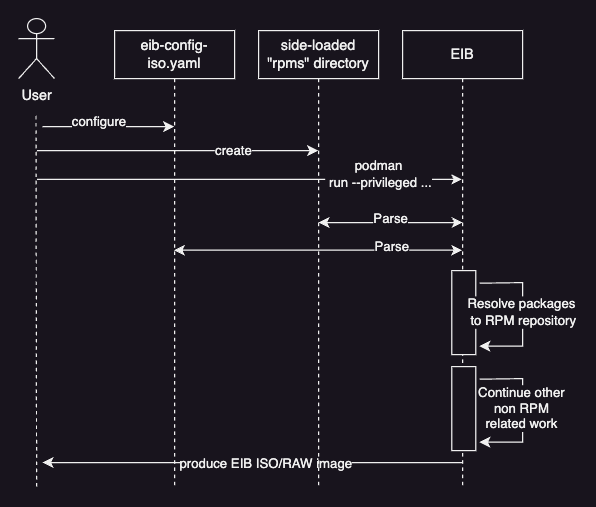 eib-config-
iso.yaml
side-loaded
"rpms" directory
EIB
User
configure
create
podman
run --privileged ...
Parse
Parse
Resolve packages
to RPM repository
Continue other
non RPM
related work
produce EIB ISO/RAW image